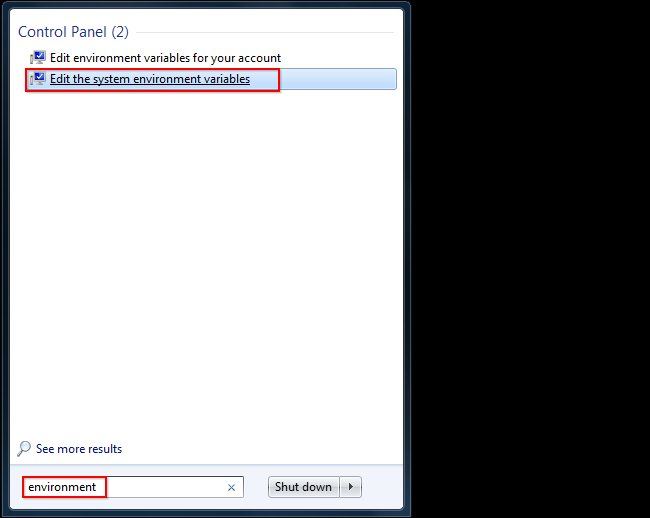 Control Panel (2)
Edit environment variables for your account
Edit the system environment variables
See more results
environment
Shut down